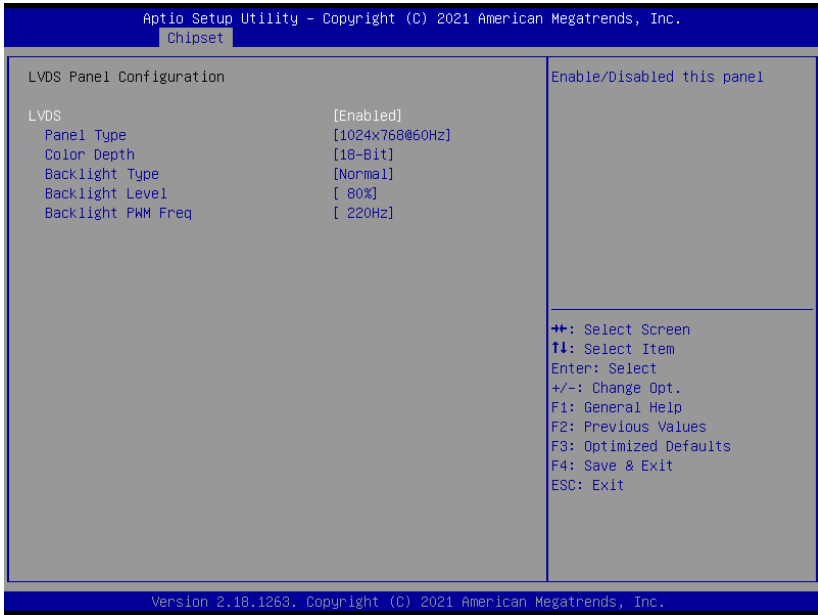 Aptio Setup Utility – Copyright (C) 2021 American Megatrends, Inc.
Chipset
LVDS Panel Configuration
LVDS [Enabled]
Panel Type [1024x768@60Hz]
Color Depth [18-Bit]
Backlight Type [Normal]
Backlight Level [ 80%]
Backlight PWM Freq [ 220Hz]
Enable/Disabled this panel
→←: Select Screen
↑↓: Select Item
Enter: Select
+/-: Change Opt.
F1: General Help
F2: Previous Values
F3: Optimized Defaults
F4: Save & Exit
ESC: Exit
Version 2.18.1263. Copyright (C) 2021 American Megatrends, Inc.